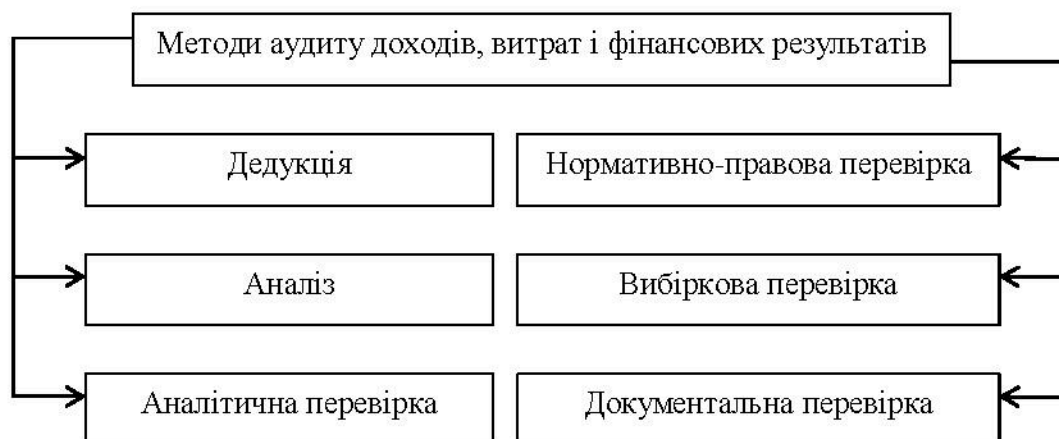 Методи аудиту доходів, витрат і фінансових результатів
Дедукція
Нормативно-правова перевірка
Аналіз
Вибіркова перевірка
Аналітична перевірка
Документальна перевірка